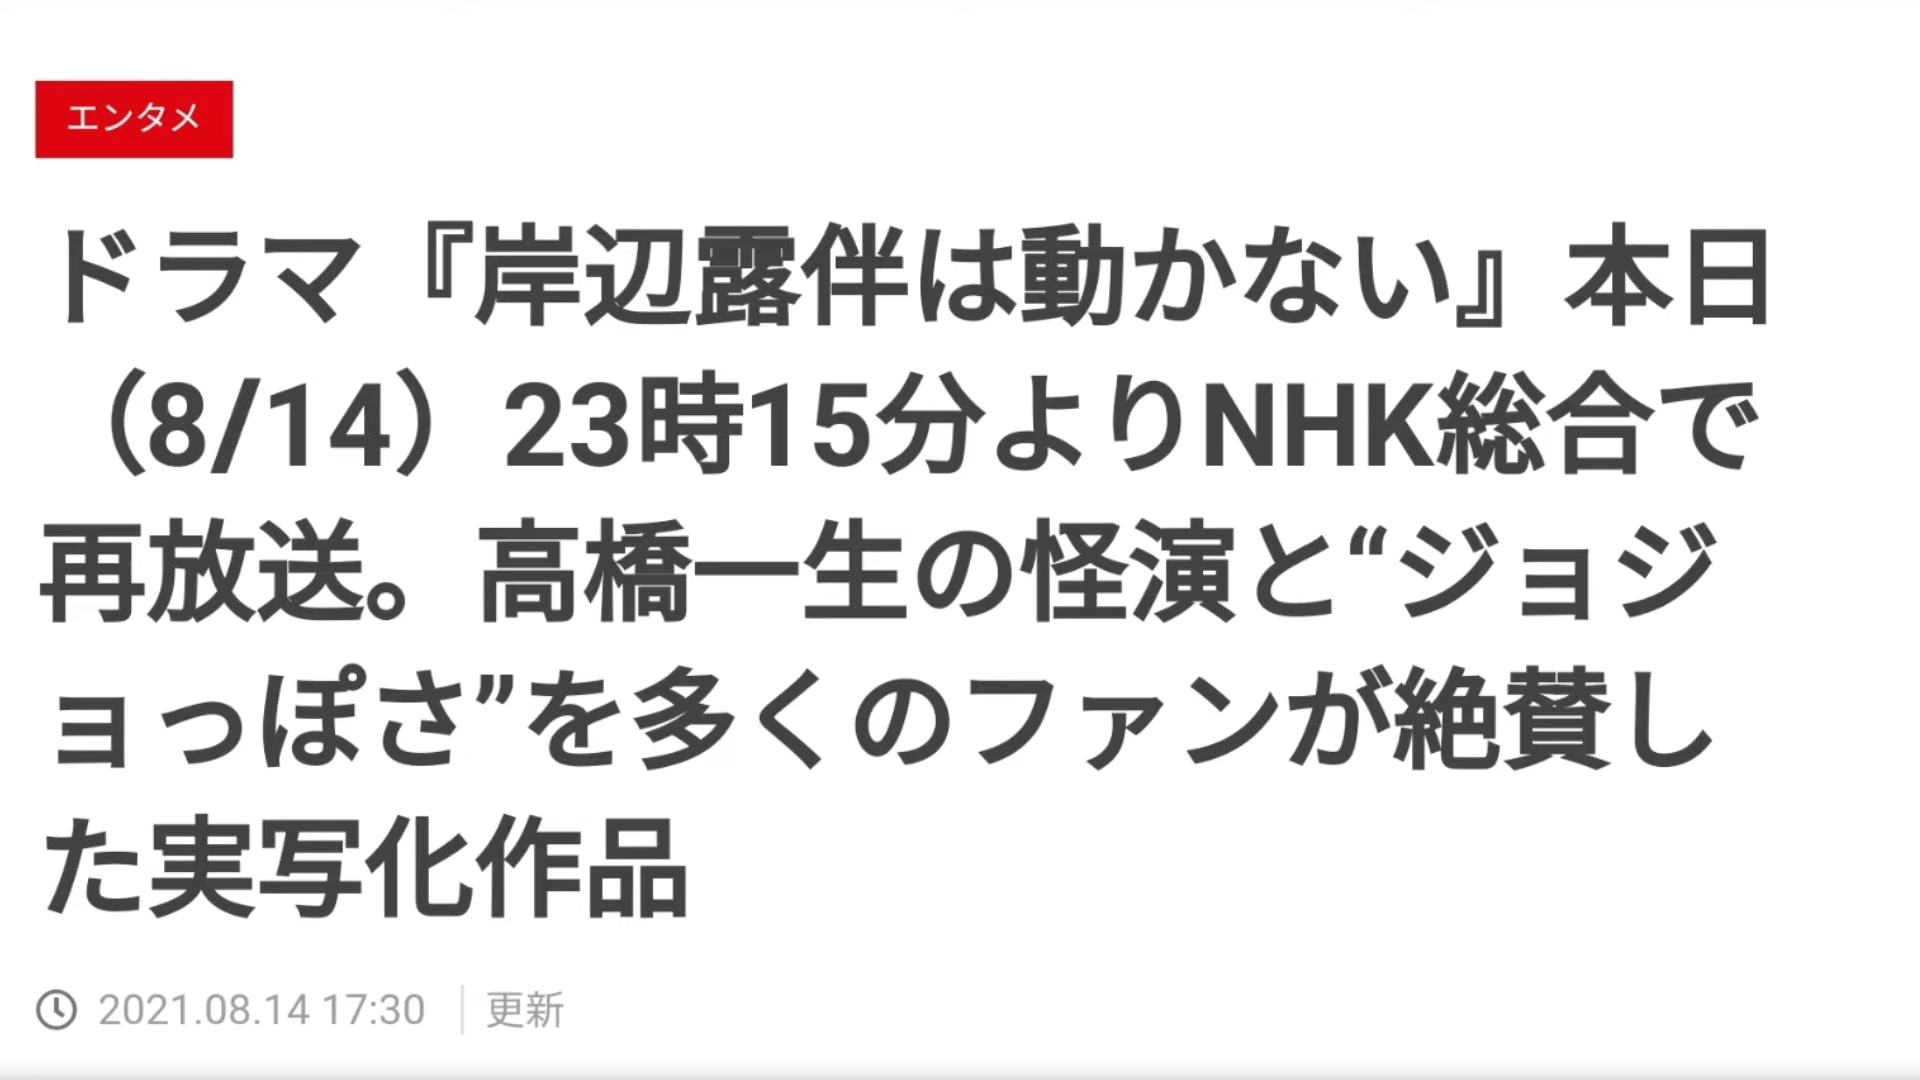 エンタメ
ドラマ『岸辺露伴は動かない』本日
（8/14）23時15分よりNHK総合で
再放送。高橋一生の怪演と“ジョジ
ョっぽさ”を多くのファンが絶賛し
た実写化作品
2021.08.14 17:30 更新